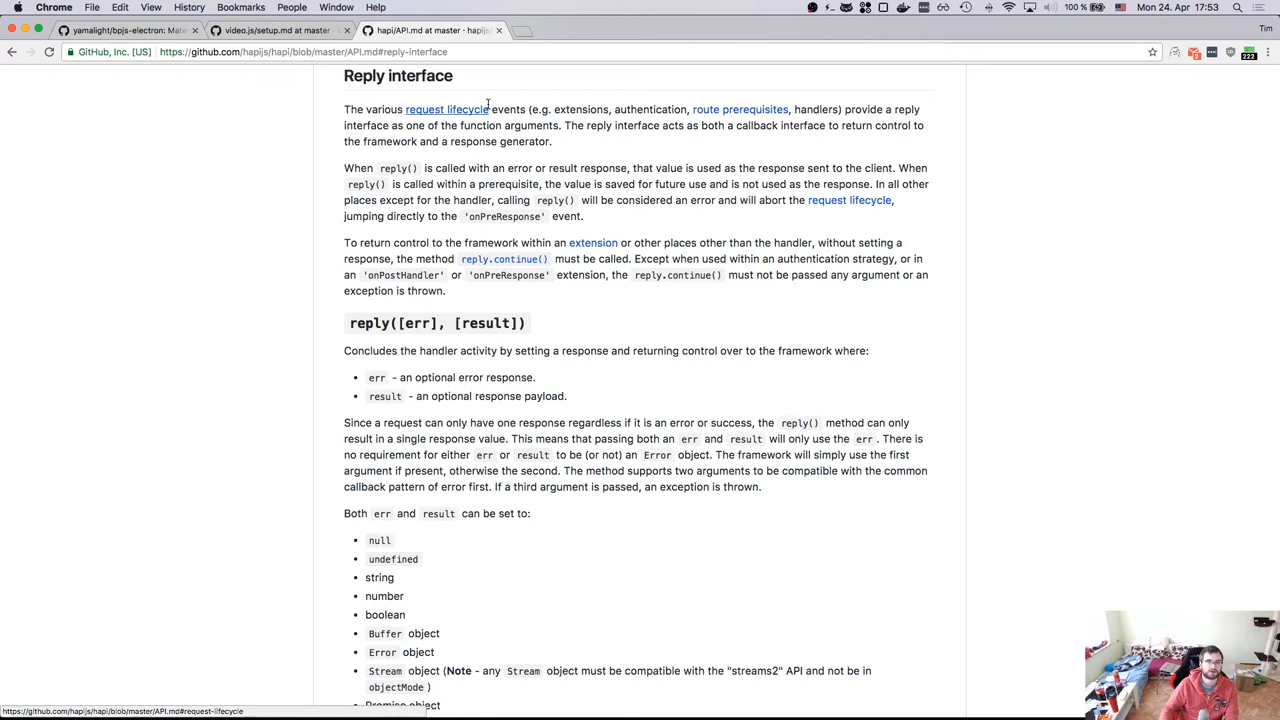 Chrome File Edit View History Bookmarks People Window Help 100 % Mon 24. Apr 17:53
yamalight/bpjs-electron: Mate × video.js/setup.md at master · × hapi/API.md at master · hapijs × Tim
GitHub, Inc. [US] https://github.com/hapijs/hapi/blob/master/API.md#reply-interface 222
Reply interface
The various request lifecycle events (e.g. extensions, authentication, route prerequisites, handlers) provide a reply
interface as one of the function arguments. The reply interface acts as both a callback interface to return control to
the framework and a response generator.
When reply() is called with an error or result response, that value is used as the response sent to the client. When
reply() is called within a prerequisite, the value is saved for future use and is not used as the response. In all other
places except for the handler, calling reply() will be considered an error and will abort the request lifecycle,
jumping directly to the 'onPreResponse' event.
To return control to the framework within an extension or other places other than the handler, without setting a
response, the method reply.continue() must be called. Except when used within an authentication strategy, or in
an 'onPostHandler' or 'onPreResponse' extension, the reply.continue() must not be passed any argument or an
exception is thrown.
reply([err], [result])
Concludes the handler activity by setting a response and returning control over to the framework where:
• err - an optional error response.
• result - an optional response payload.
Since a request can only have one response regardless if it is an error or success, the reply() method can only
result in a single response value. This means that passing both an err and result will only use the err . There is
no requirement for either err or result to be (or not) an Error object. The framework will simply use the first
argument if present, otherwise the second. The method supports two arguments to be compatible with the common
callback pattern of error first. If a third argument is passed, an exception is thrown.
Both err and result can be set to:
• null
• undefined
• string
• number
• boolean
• Buffer object
• Error object
• Stream object (Note - any Stream object must be compatible with the "streams2" API and not be in
objectMode )
• Promise object
https://github.com/hapijs/hapi/blob/master/API.md#request-lifecycle